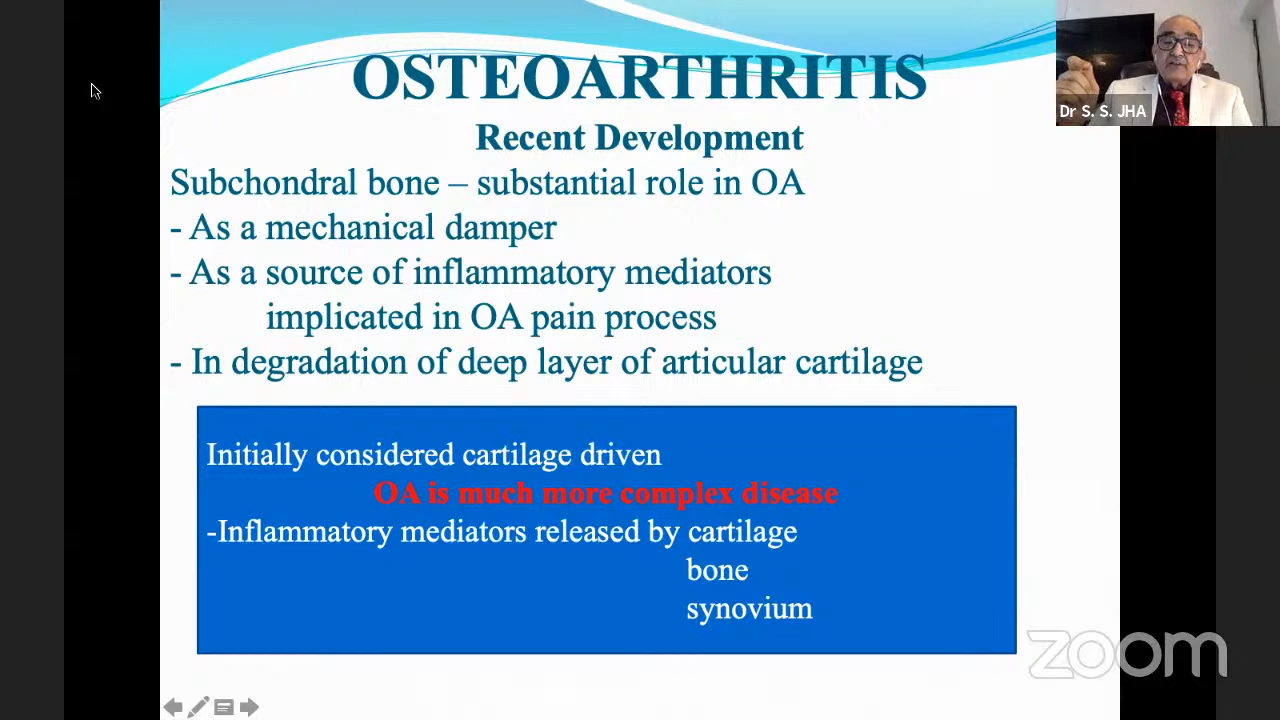 OSTEOARTHRITIS
Recent Development
Subchondral bone – substantial role in OA
- As a mechanical damper
- As a source of inflammatory mediators
implicated in OA pain process
- In degradation of deep layer of articular cartilage
Initially considered cartilage driven
OA is much more complex disease
-Inflammatory mediators released by cartilage
bone
synovium
Dr S. S. JHA
zoom